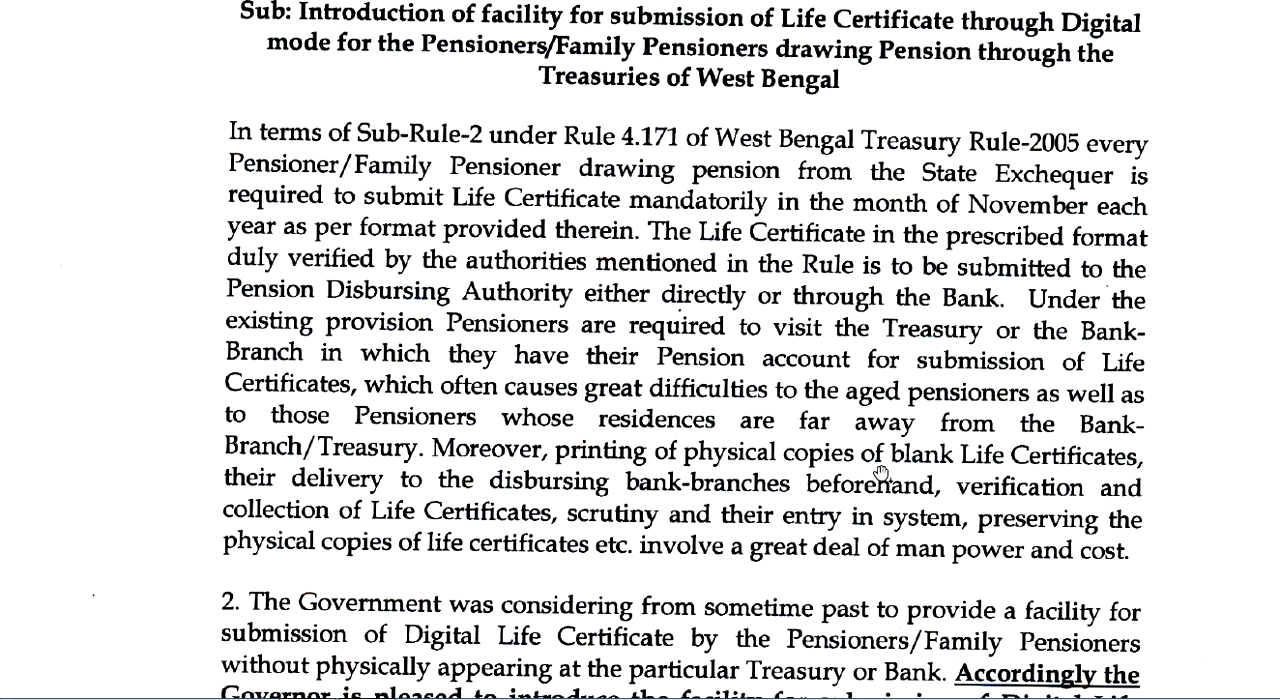 Sub: Introduction of facility for submission of Life Certificate through Digital
mode for the Pensioners/Family Pensioners drawing Pension through the
Treasuries of West Bengal
In terms of Sub-Rule-2 under Rule 4.171 of West Bengal Treasury Rule-2005 every
Pensioner/Family Pensioner drawing pension from the State Exchequer is
required to submit Life Certificate mandatorily in the month of November each
year as per format provided therein. The Life Certificate in the prescribed format
duly verified by the authorities mentioned in the Rule is to be submitted to the
Pension Disbursing Authority either directly or through the Bank. Under the
existing provision Pensioners are required to visit the Treasury or the Bank-
Branch in which they have their Pension account for submission of Life
Certificates, which often causes great difficulties to the aged pensioners as well as
to those Pensioners whose residences are far away from the Bank-
Branch/Treasury. Moreover, printing of physical copies of blank Life Certificates,
their delivery to the disbursing bank-branches beforehand, verification and
collection of Life Certificates, scrutiny and their entry in system, preserving the
physical copies of life certificates etc. involve a great deal of man power and cost.
2. The Government was considering from sometime past to provide a facility for
submission of Digital Life Certificate by the Pensioners/Family Pensioners
without physically appearing at the particular Treasury or Bank. Accordingly the
Governor is pleased to introduce the facility for submission of Digital Life